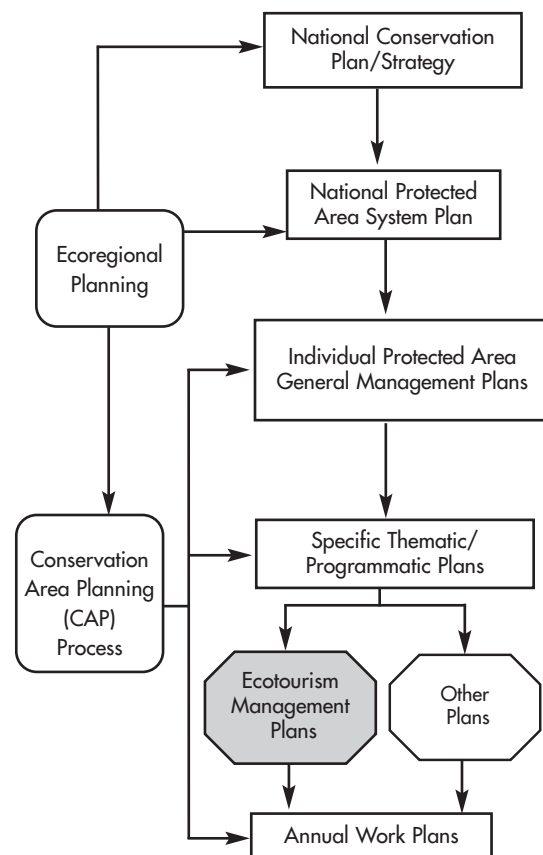 National Conservation
Plan/Strategy
National Protected
Area System Plan
Ecoregional
Planning
Individual Protected Area
General Management Plans
Specific Thematic/
Programmatic Plans
Conservation
Area Planning
(CAP)
Process
Ecotourism
Management
Plans
Other
Plans
Annual Work Plans